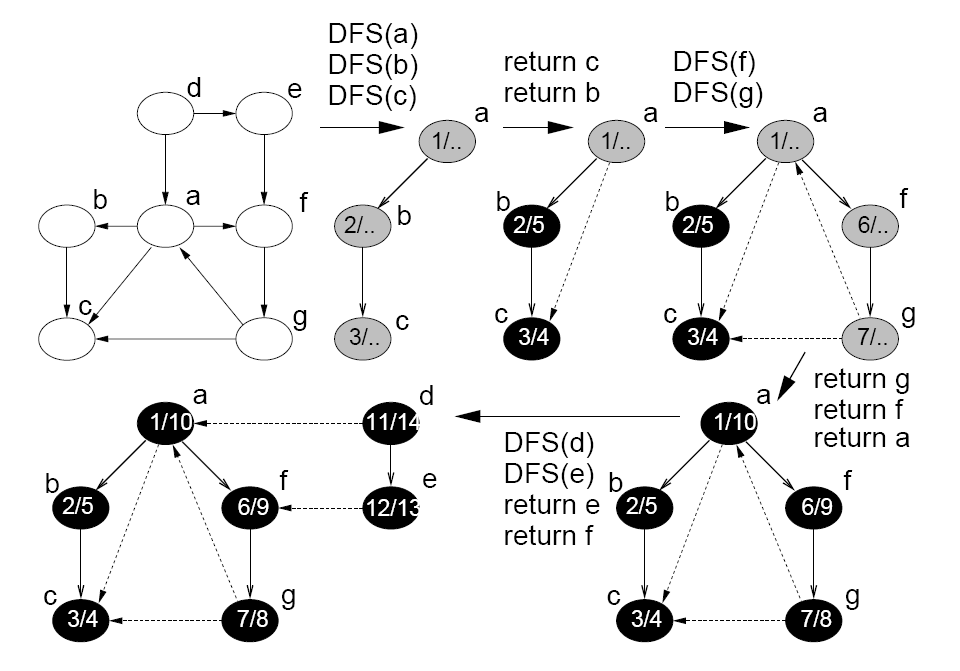 DFS(a)
DFS(b)
DFS(c)
return c
return b
DFS(f)
DFS(g)
d
e
b
a
f
c
g
a
1/..
2/..
b
3/..
c
a
1/..
b
2/5
c
3/4
a
1/..
b
2/5
f
6/..
c
3/4
g
7/..
return g
return f
return a
a
1/10
d
11/14
b
2/5
f
6/9
e
12/13
c
3/4
g
7/8
DFS(d)
DFS(e)
return e
return f
a
1/10
b
2/5
f
6/9
c
3/4
g
7/8